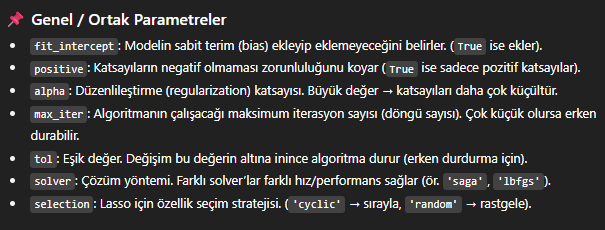 📌 Genel / Ortak Parametreler
• fit_intercept: Modelin sabit terim (bias) ekleyip eklemeyeceğini belirler. (True ise ekler).
• positive: Katsayıların negatif olmaması zorunluluğunu koyar (True ise sadece pozitif katsayılar).
• alpha: Düzenlileştirme (regularization) katsayısı. Büyük değer → katsayıları daha çok küçültür.
• max_iter: Algoritmanın çalışacağı maksimum iterasyon sayısı (döngü sayısı). Çok küçük olursa erken
durabilir.
• tol: Eşik değer. Değişim bu değerin altına inince algoritma durur (erken durdurma için).
• solver: Çözüm yöntemi. Farklı solver'lar farklı hız/performans sağlar (ör. 'saga', 'lbfgs').
• selection: Lasso için özellik seçim stratejisi. ('cyclic' → sırayla, 'random' → rastgele).